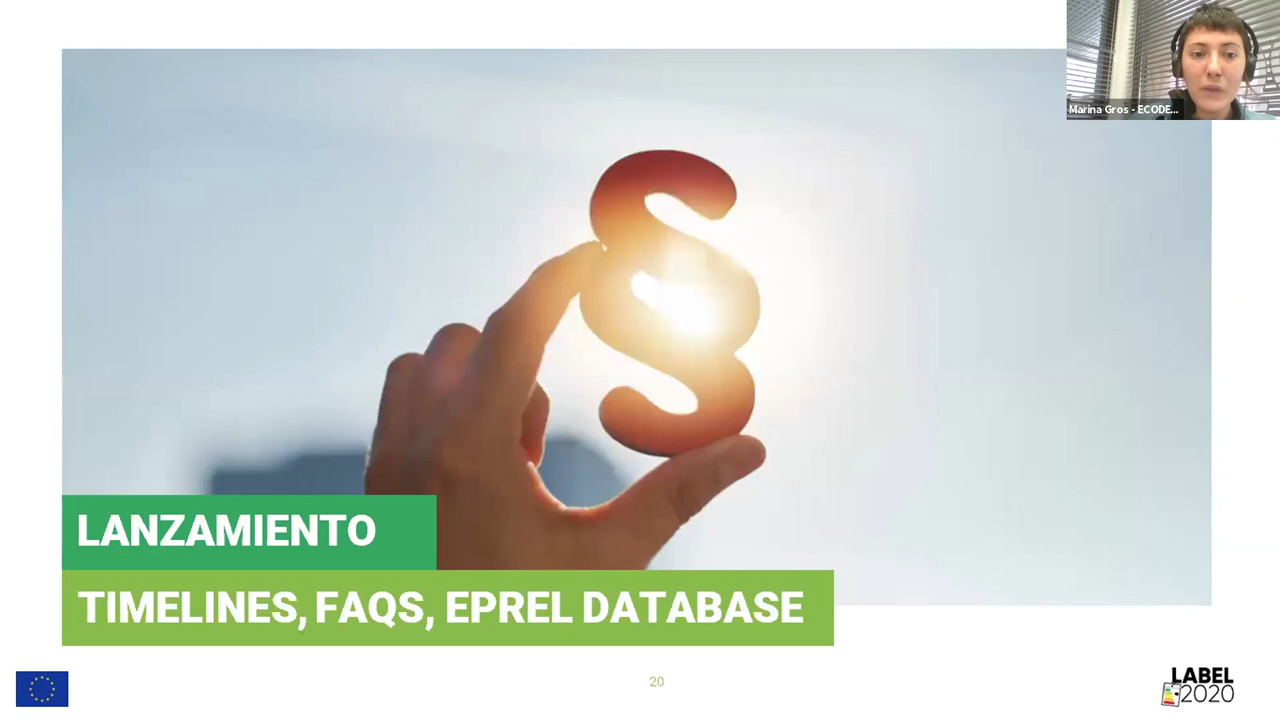 Marina Gros - ECODE...
LANZAMIENTO
TIMELINES, FAQS, EPREL DATABASE
20
LABEL
2020